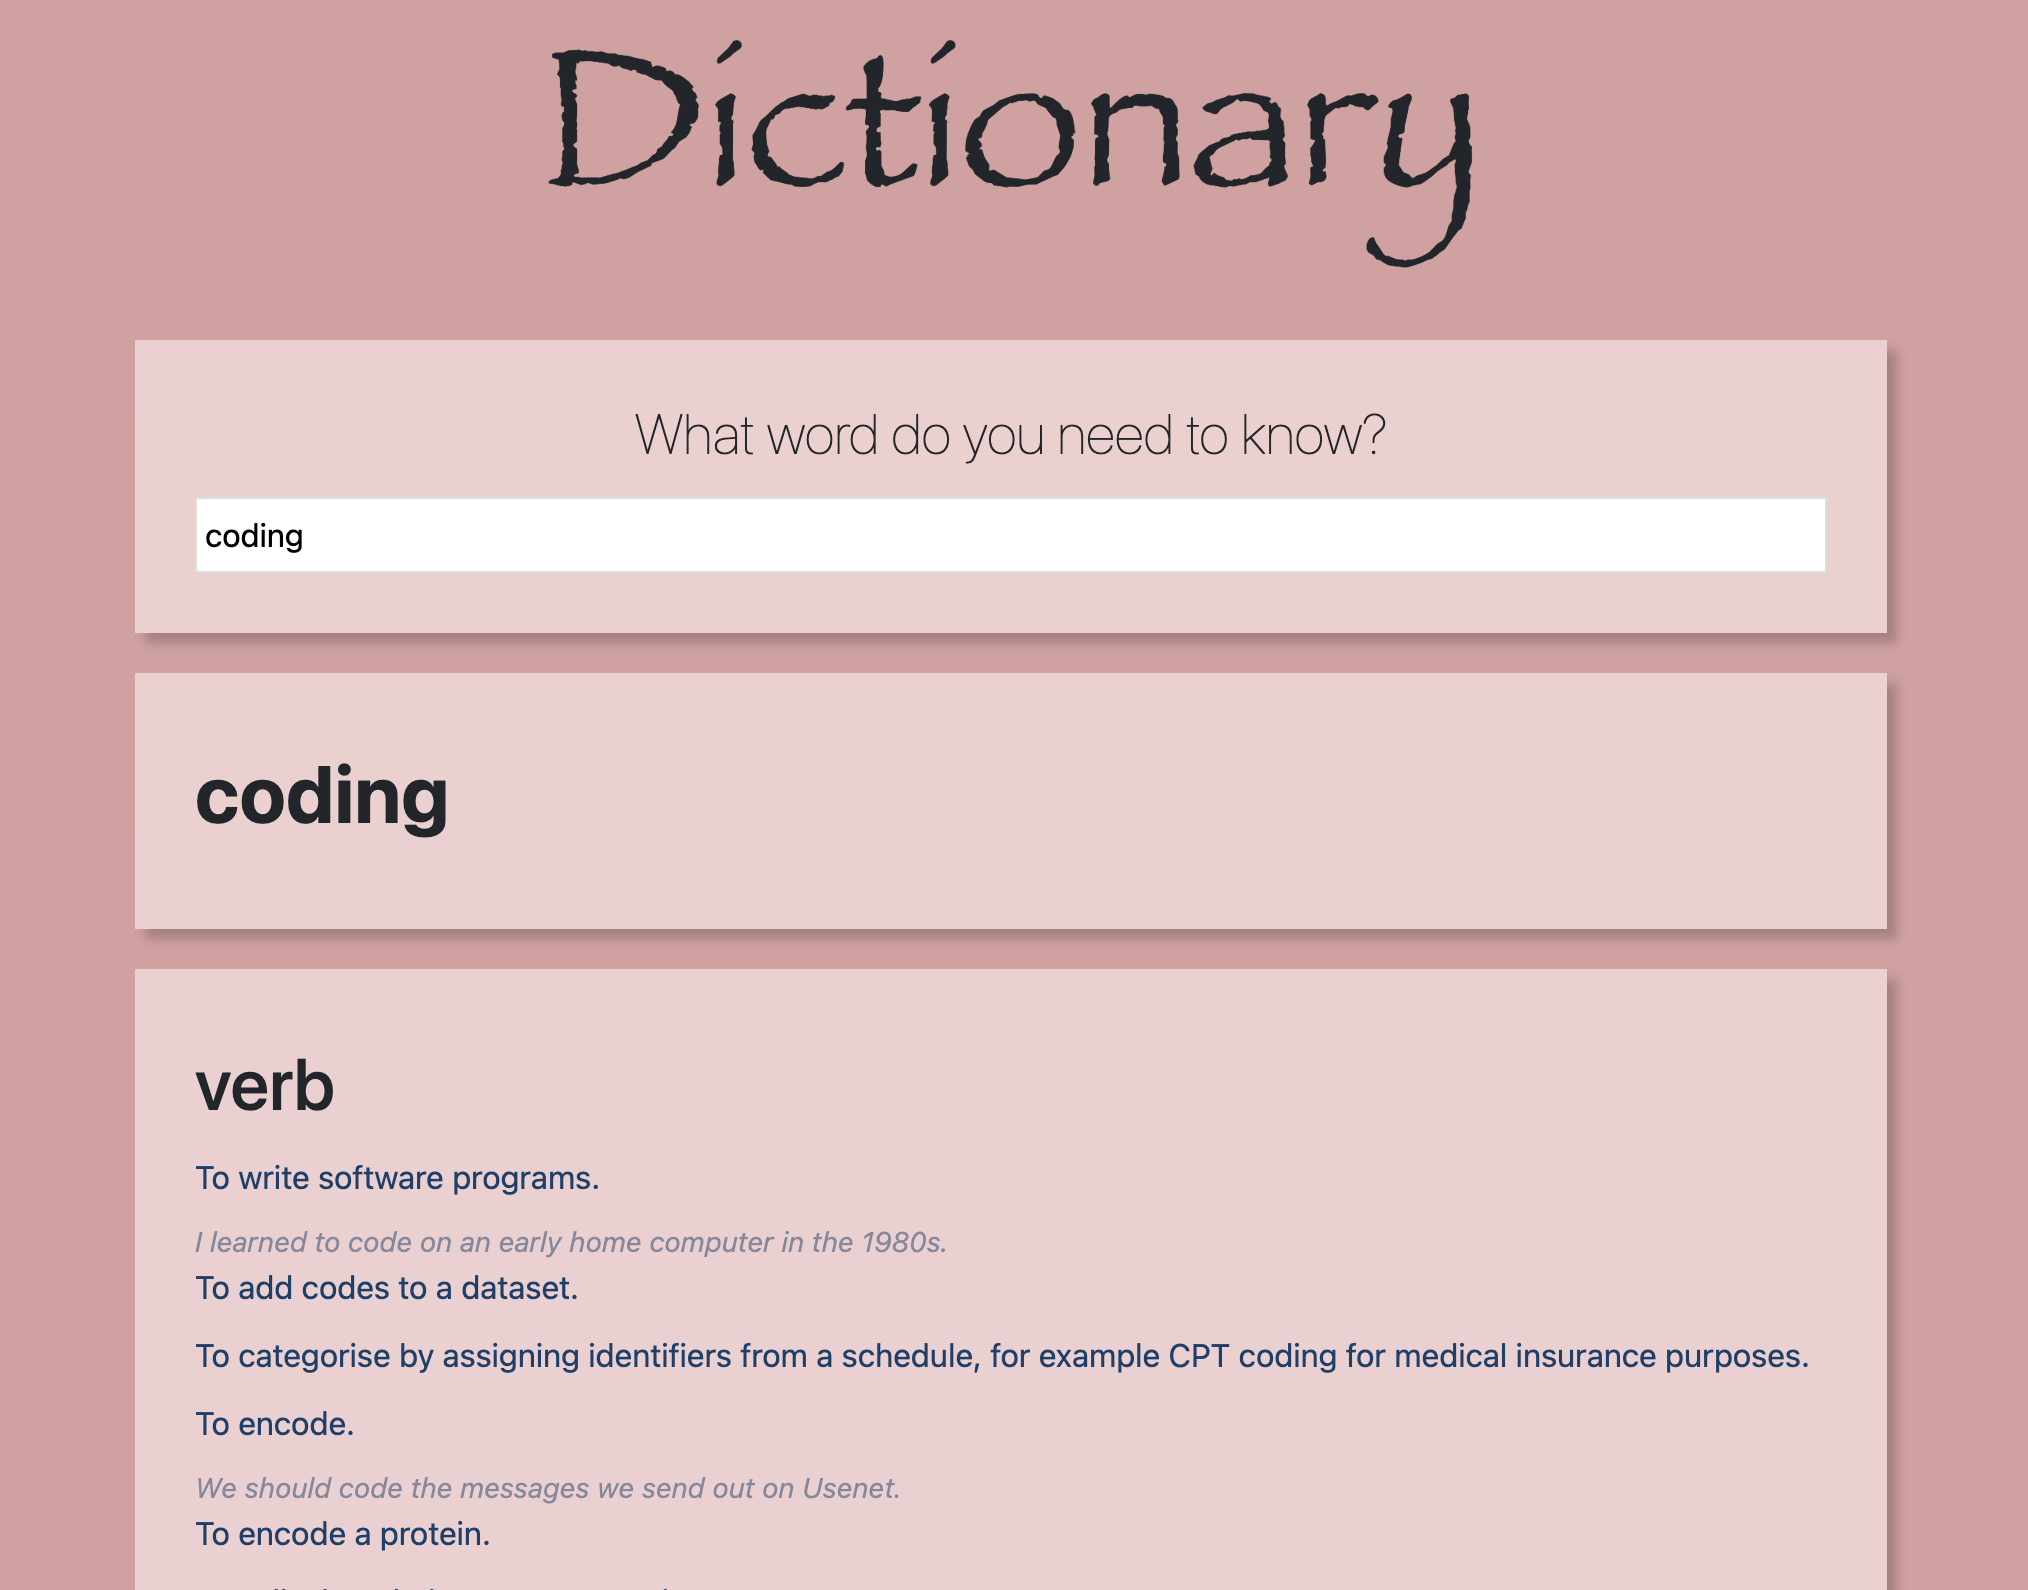 Dictionary
What word do you need to know?
coding
coding
verb
To write software programs.
I learned to code on an early home computer in the 1980s.
To add codes to a dataset.
To categorise by assigning identifiers from a schedule, for example CPT coding for medical insurance purposes.
To encode.
We should code the messages we send out on Usenet.
To encode a protein.